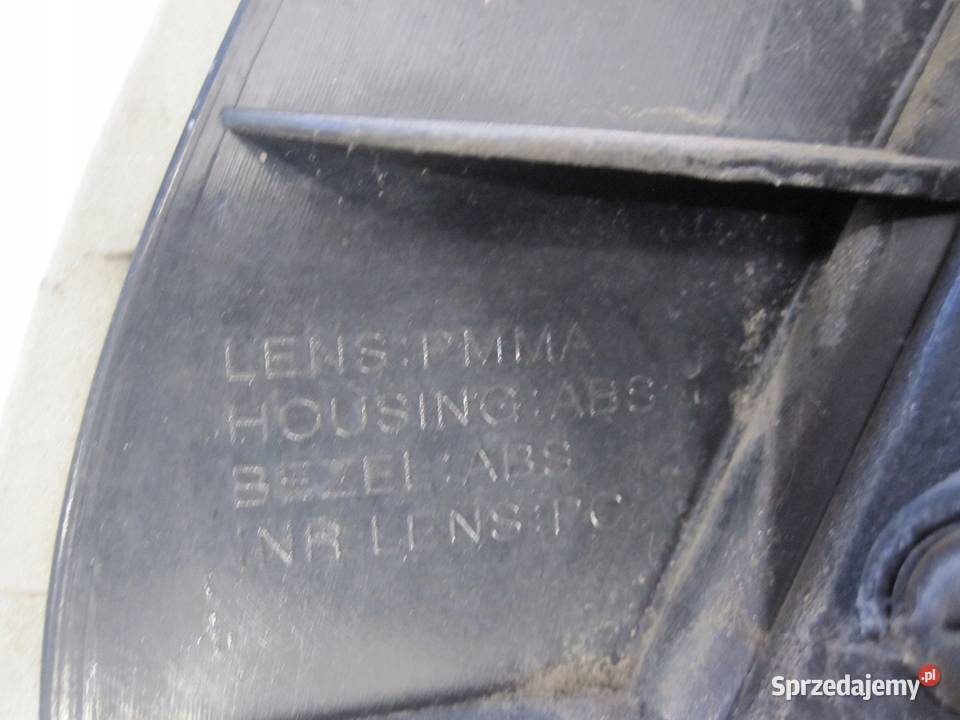 LENS:PMMA
HOUSING:ABS
BEZEL:ABS
INR LENS:PC
Sprzedajemy.pl